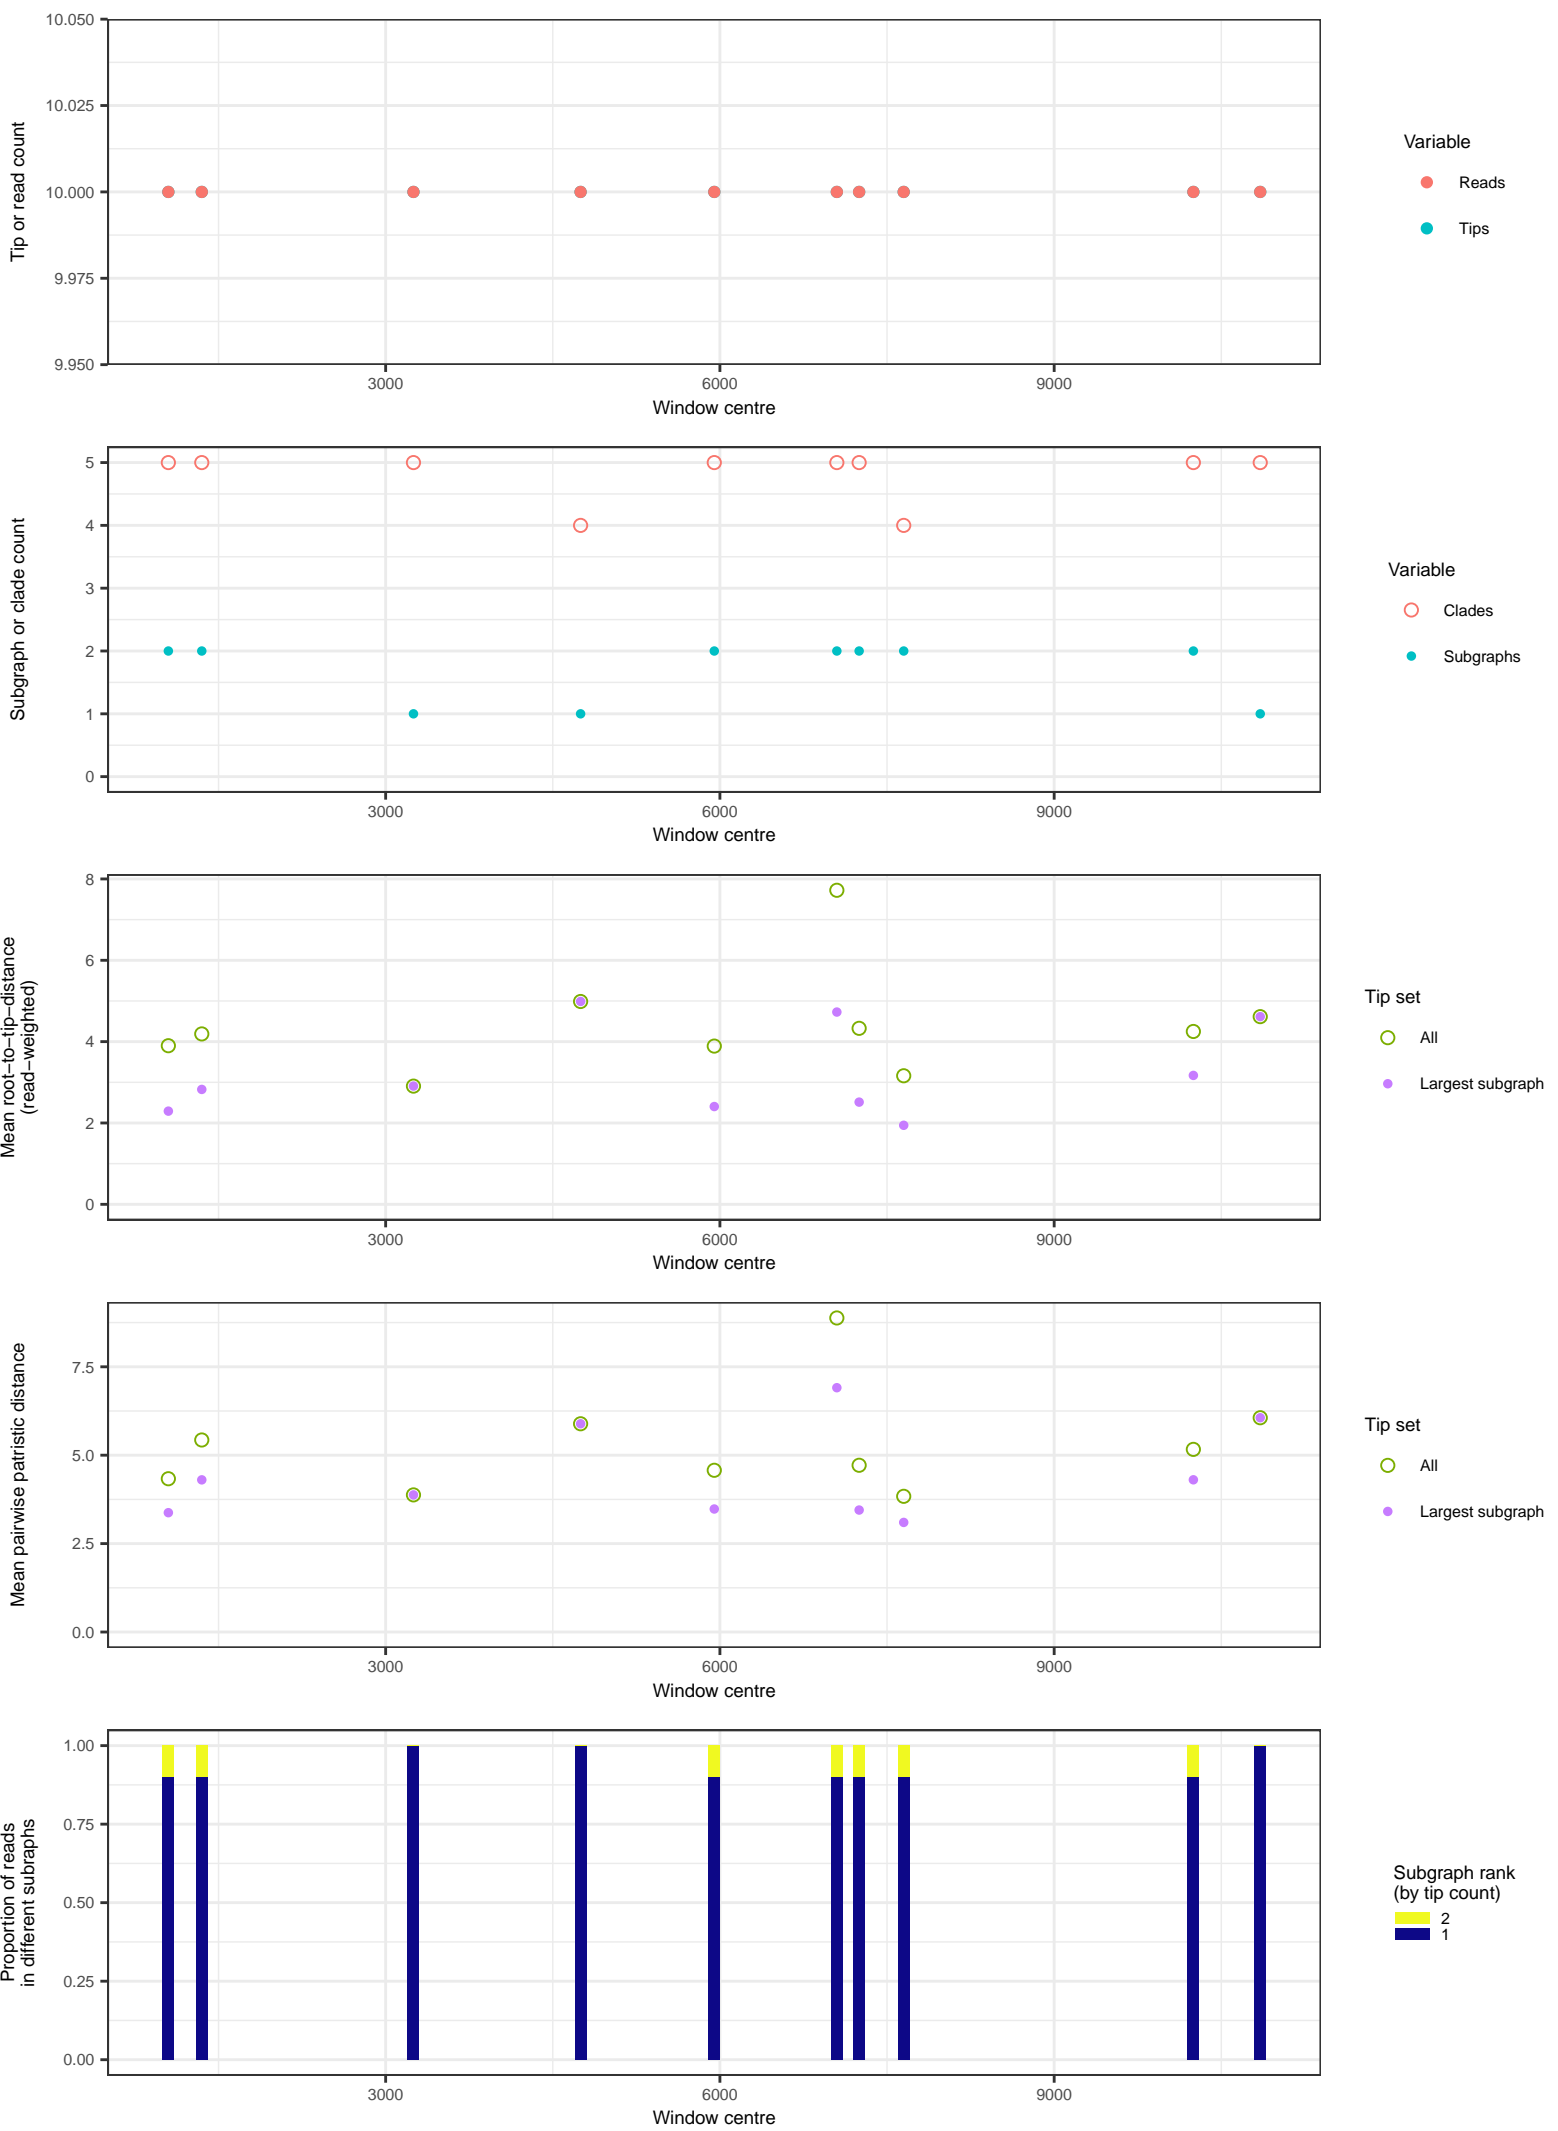 10.050
10.025
10.000
9.975
9.950
Tip or read count
3000 6000 9000
Window centre
Variable
Reads
Tips
5
4
3
2
1
0
Subgraph or clade count
3000 6000 9000
Window centre
Variable
Clades
Subgraphs
8
6
4
2
0
Mean root−to−tip−distance
(read−weighted)
3000 6000 9000
Window centre
Tip set
All
Largest subgraph
7.5
5.0
2.5
0.0
Mean pairwise patristic distance
3000 6000 9000
Window centre
Tip set
All
Largest subgraph
1.00
0.75
0.50
0.25
0.00
Proportion of reads
in different subraphs
3000 6000 9000
Window centre
Subgraph rank
(by tip count)
2
1